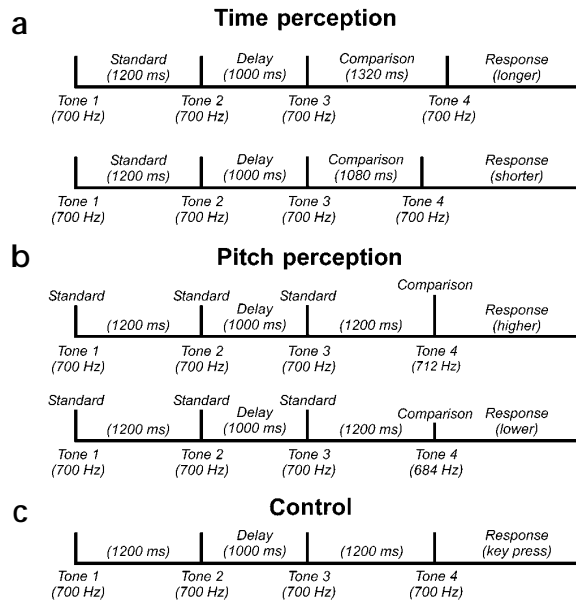 a
Time perception
Standard Delay Comparison Response
(1200 ms) (1000 ms) (1320 ms) (longer)
Tone 1 Tone 2 Tone 3 Tone 4
(700 Hz) (700 Hz) (700 Hz) (700 Hz)
Standard Delay Comparison Response
(1200 ms) (1000 ms) (1080 ms) (shorter)
Tone 1 Tone 2 Tone 3 Tone 4
(700 Hz) (700 Hz) (700 Hz) (700 Hz)
b
Pitch perception
Standard Standard Standard Comparison
Delay Response
(1200 ms) (1000 ms) (1200 ms) (higher)
Tone 1 Tone 2 Tone 3 Tone 4
(700 Hz) (700 Hz) (700 Hz) (712 Hz)
Standard Standard Standard Comparison
Delay Response
(1200 ms) (1000 ms) (1200 ms) (lower)
Tone 1 Tone 2 Tone 3 Tone 4
(700 Hz) (700 Hz) (700 Hz) (684 Hz)
c
Control
Delay Response
(1200 ms) (1000 ms) (1200 ms) (key press)
Tone 1 Tone 2 Tone 3 Tone 4
(700 Hz) (700 Hz) (700 Hz) (700 Hz)